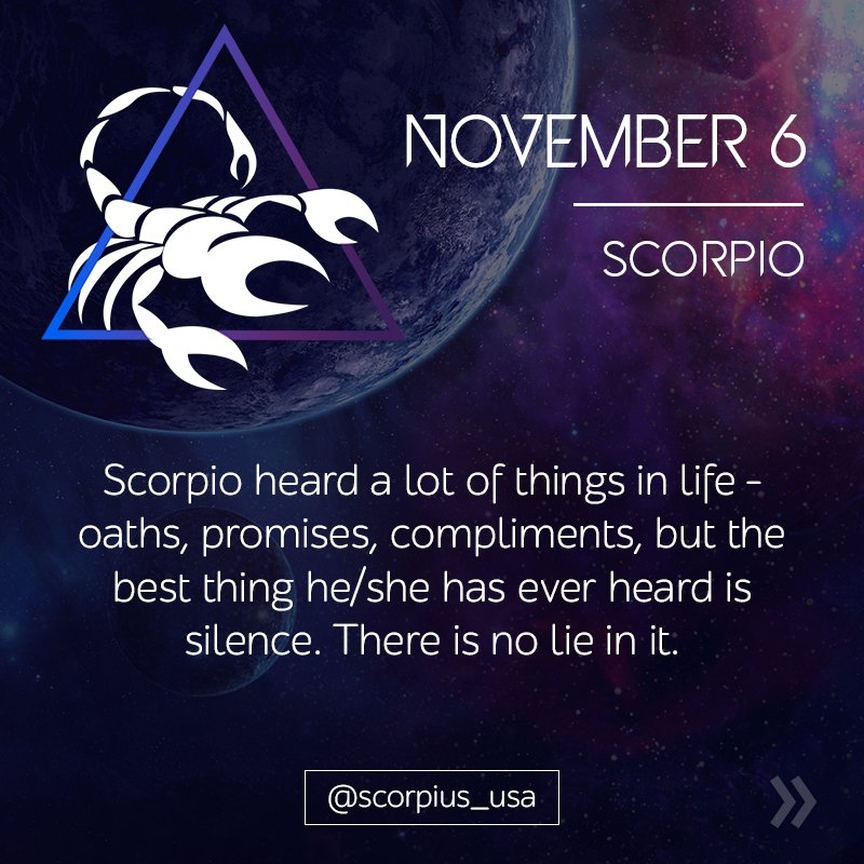 NOVEMBER 6
SCORPIO
Scorpio heard a lot of things in life -
oaths, promises, compliments, but the
best thing he/she has ever heard is
silence. There is no lie in it.
@scorpius_usa